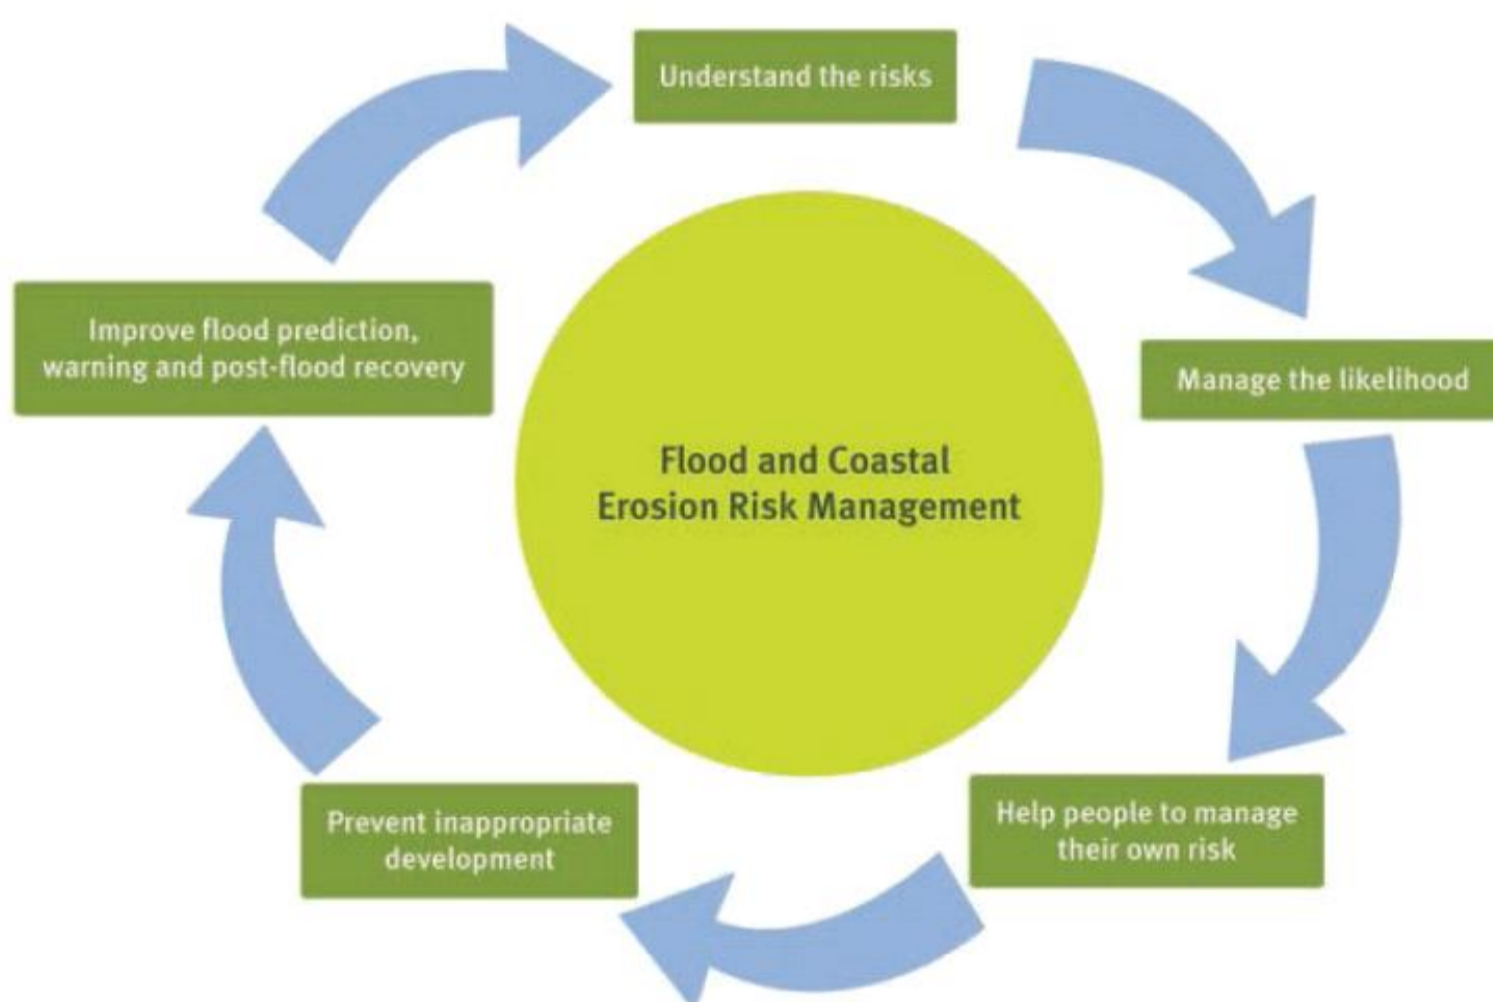 Understand the risks
Manage the likelihood
Help people to manage
their own risk
Prevent inappropriate
development
Improve flood prediction,
warning and post-flood recovery
Flood and Coastal
Erosion Risk Management